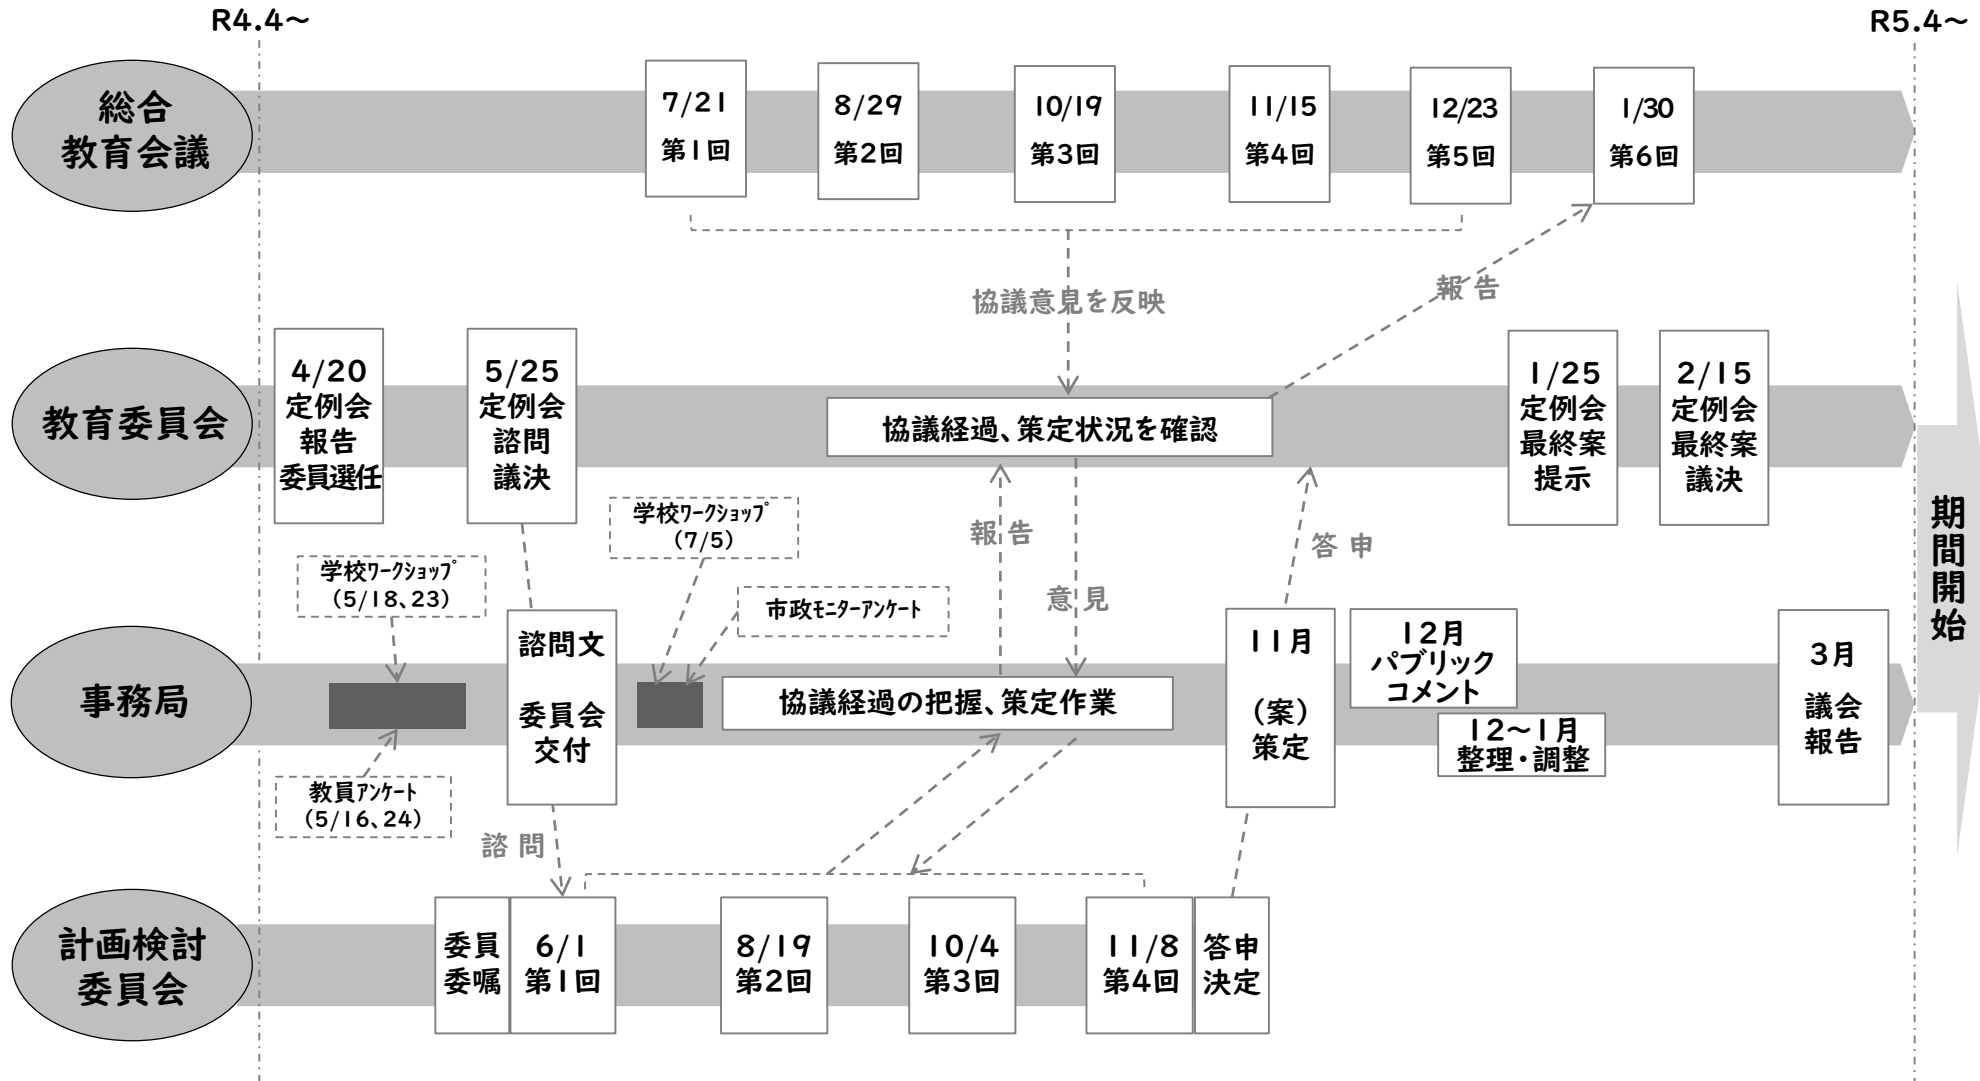 R4.4～
R5.4～
総合
教育会議
7/21
第1回
8/29
第2回
10/19
第3回
11/15
第4回
12/23
第5回
1/30
第6回
協議意見を反映
報 告
教育委員会
4/20
定例会
報告
委員選任
5/25
定例会
諮問
議決
協議経過、策定状況を確認
1/25
定例会
最終案
提示
2/15
定例会
最終案
議決
学校ﾜｰｸｼｮｯﾌﾟ
(7/5)
報 告
意 見
答 申
学校ﾜｰｸｼｮｯﾌﾟ
(5/18、23)
市政ﾓﾆﾀｰｱﾝｹｰﾄ
事務局
諮問文
委員会
交付
協議経過の把握、策定作業
11月
（案）
策定
12月
パブリック
コメント
12～1月
整理・調整
3月
議会
報告
教員ｱﾝｹｰﾄ
(5/16、24)
諮 問
計画検討
委員会
委員
委嘱
6/1
第1回
8/19
第2回
10/4
第3回
11/8
第4回
答申
決定
期間開始